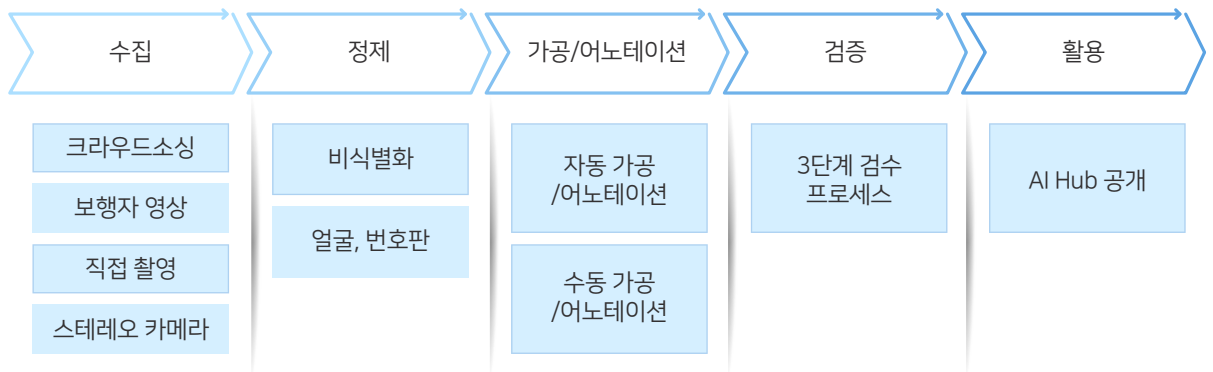 수집
정제
가공/어노테이션
검증
활용
크라우드소싱
보행자 영상
직접 촬영
스테레오 카메라
비식별화
얼굴, 번호판
자동 가공
/어노테이션
수동 가공
/어노테이션
3단계 검수
프로세스
AI Hub 공개